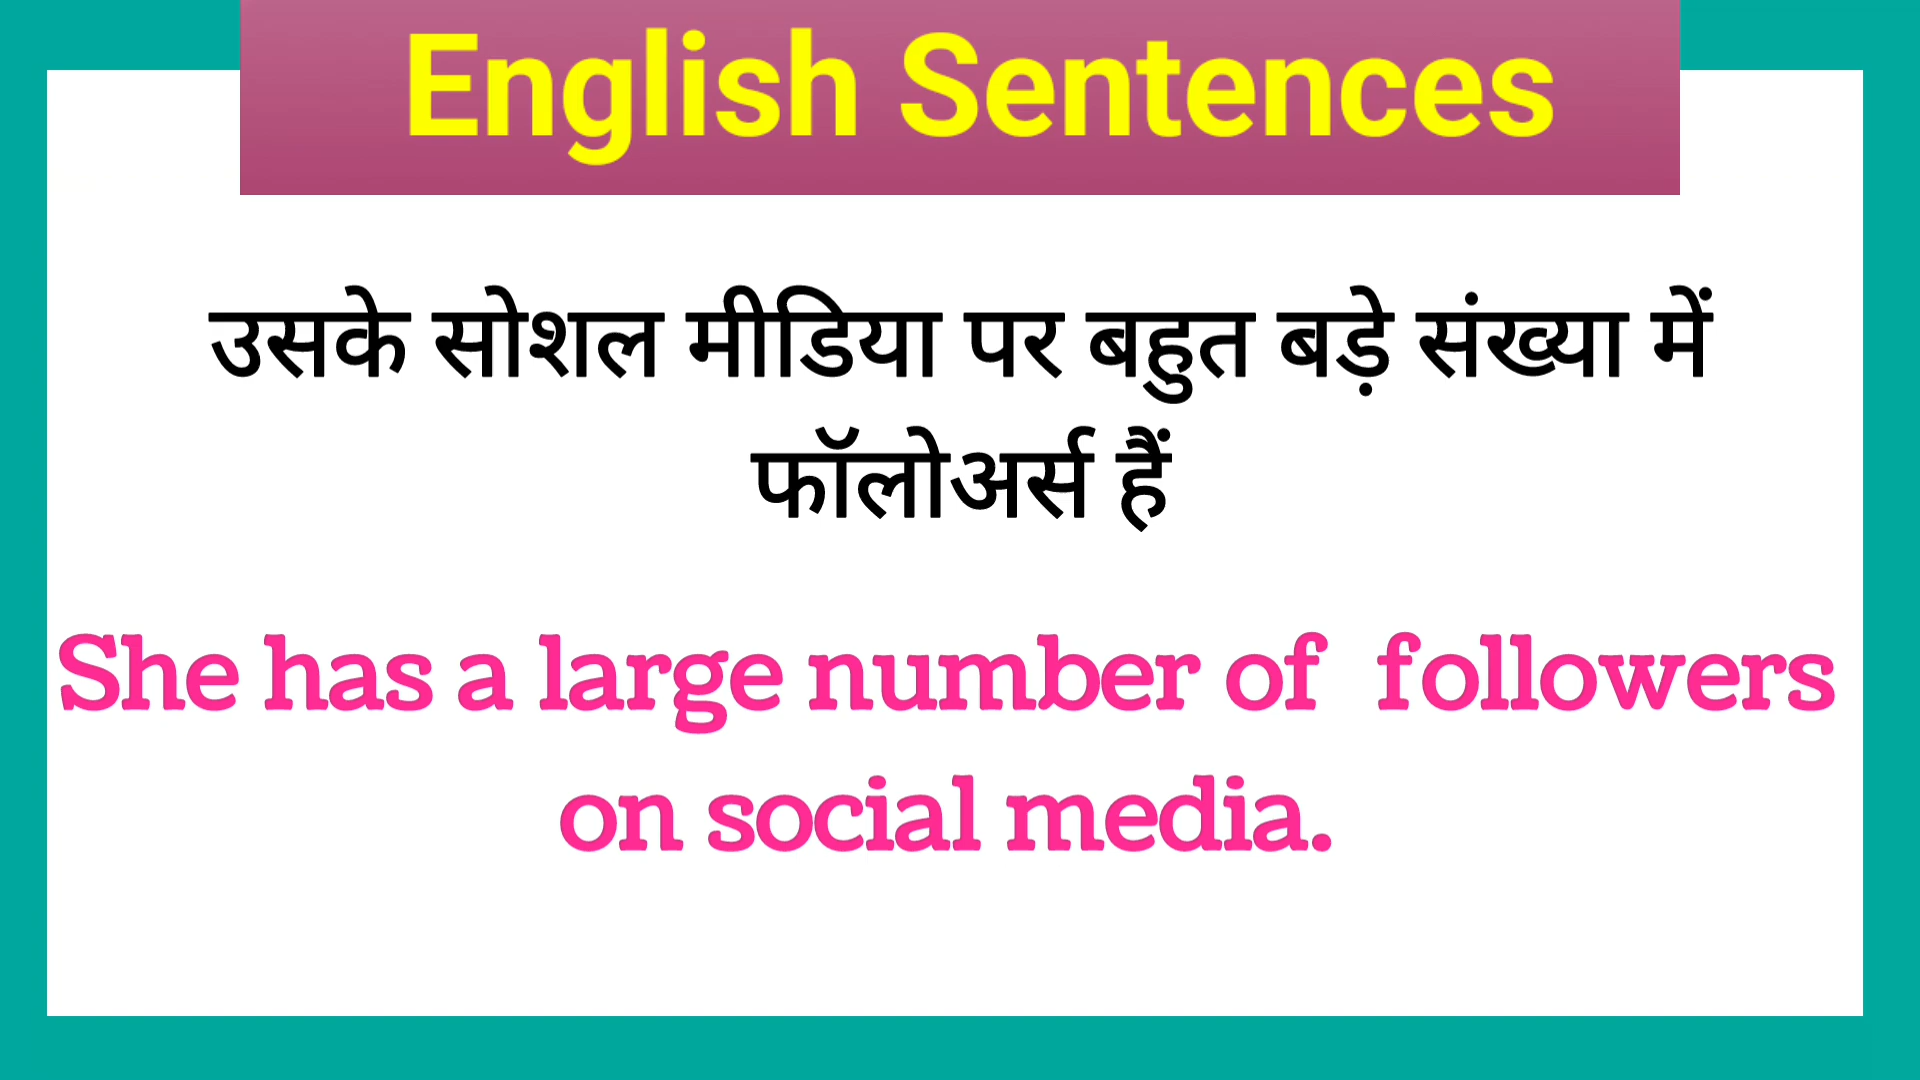 English Sentences
उसके सोशल मीडिया पर बहुत बड़े संख्या में
फॉलोअर्स हैं
She has a large number of  followers
on social media.